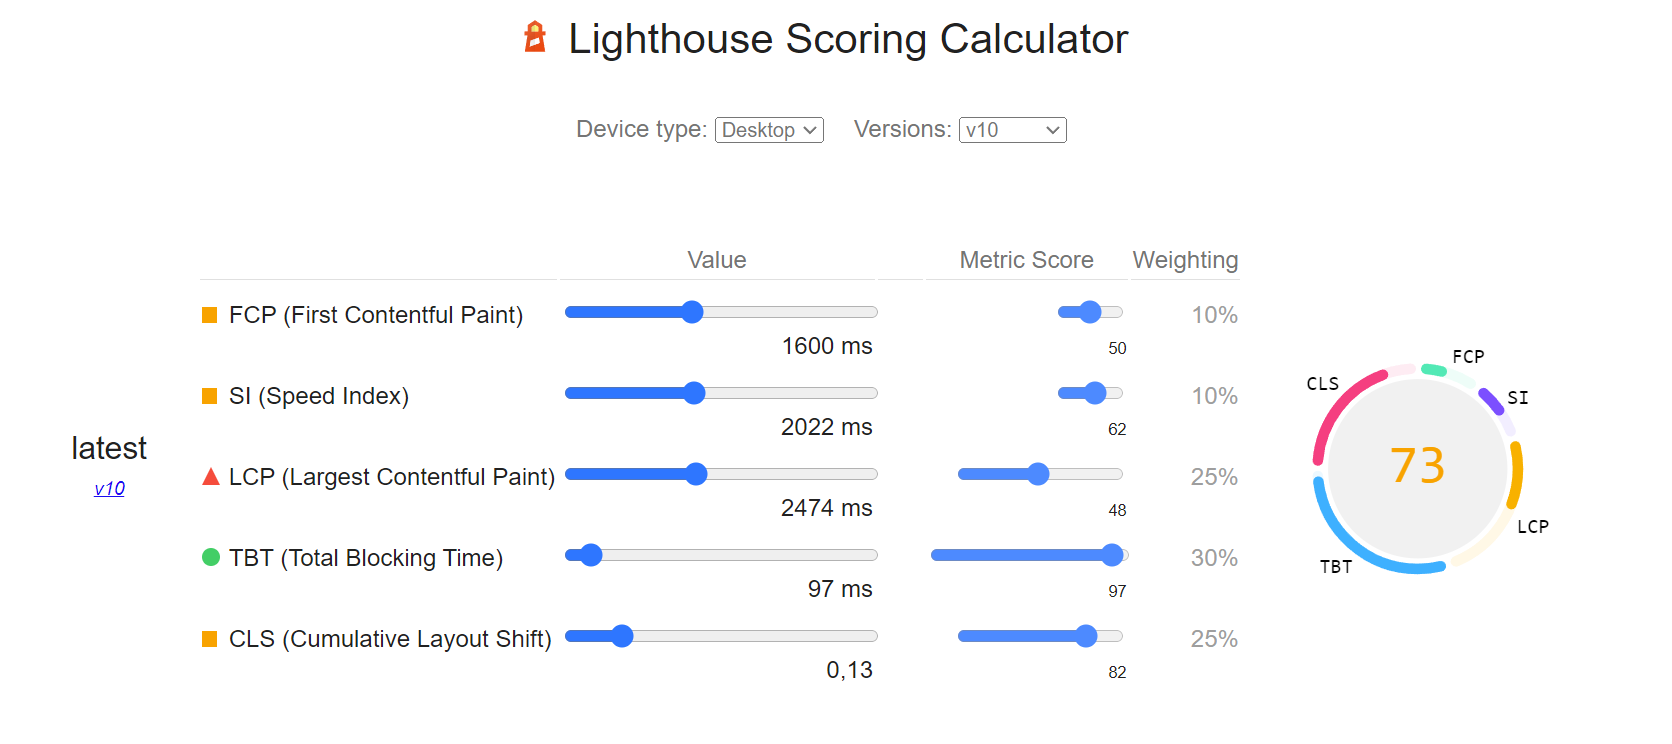 Lighthouse Scoring Calculator
Device type: Desktop Versions: v10
Value Metric Score Weighting
FCP (First Contentful Paint) 10%
1600 ms 50
SI (Speed Index) 10%
2022 ms 62
latest
v10
LCP (Largest Contentful Paint) 25%
2474 ms 48
TBT (Total Blocking Time) 30%
97 ms 97
CLS (Cumulative Layout Shift) 25%
0,13 82
FCP
CLS
SI
73
LCP
TBT